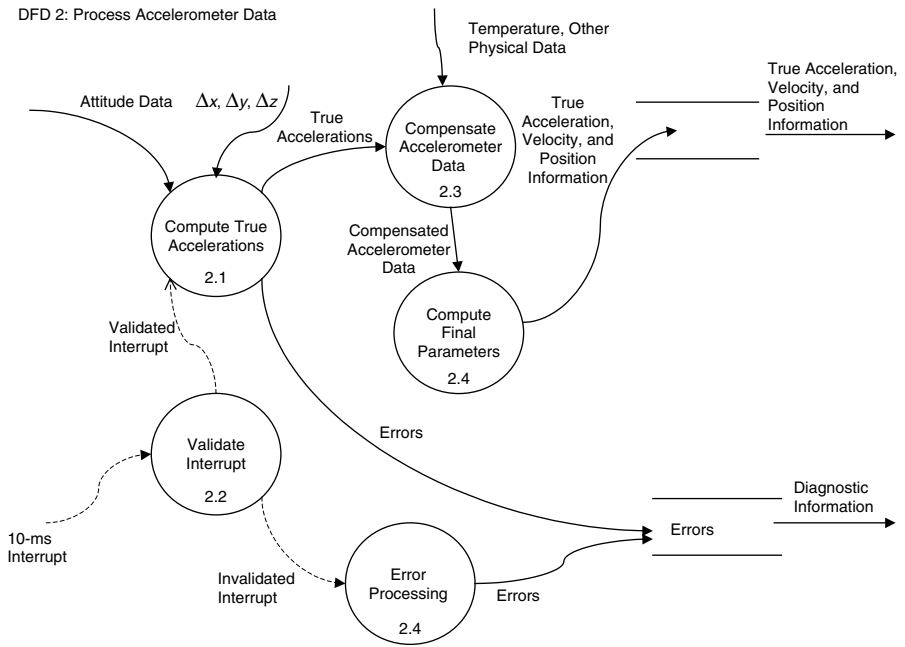 DFD 2: Process Accelerometer Data
Temperature, Other
Physical Data
True Acceleration,
Velocity, and
Position
Information
Attitude Data
Δx, Δy, Δz
True
Accelerations
True
Acceleration,
Velocity, and
Position
Information
Compensate
Accelerometer
Data
2.3
Compute True
Accelerations
2.1
Compensated
Accelerometer
Data
Compute
Final
Parameters
2.4
Validated
Interrupt
Errors
Validate
Interrupt
2.2
10-ms
Interrupt
Invalidated
Interrupt
Error
Processing
2.4
Errors
Errors
Diagnostic
Information